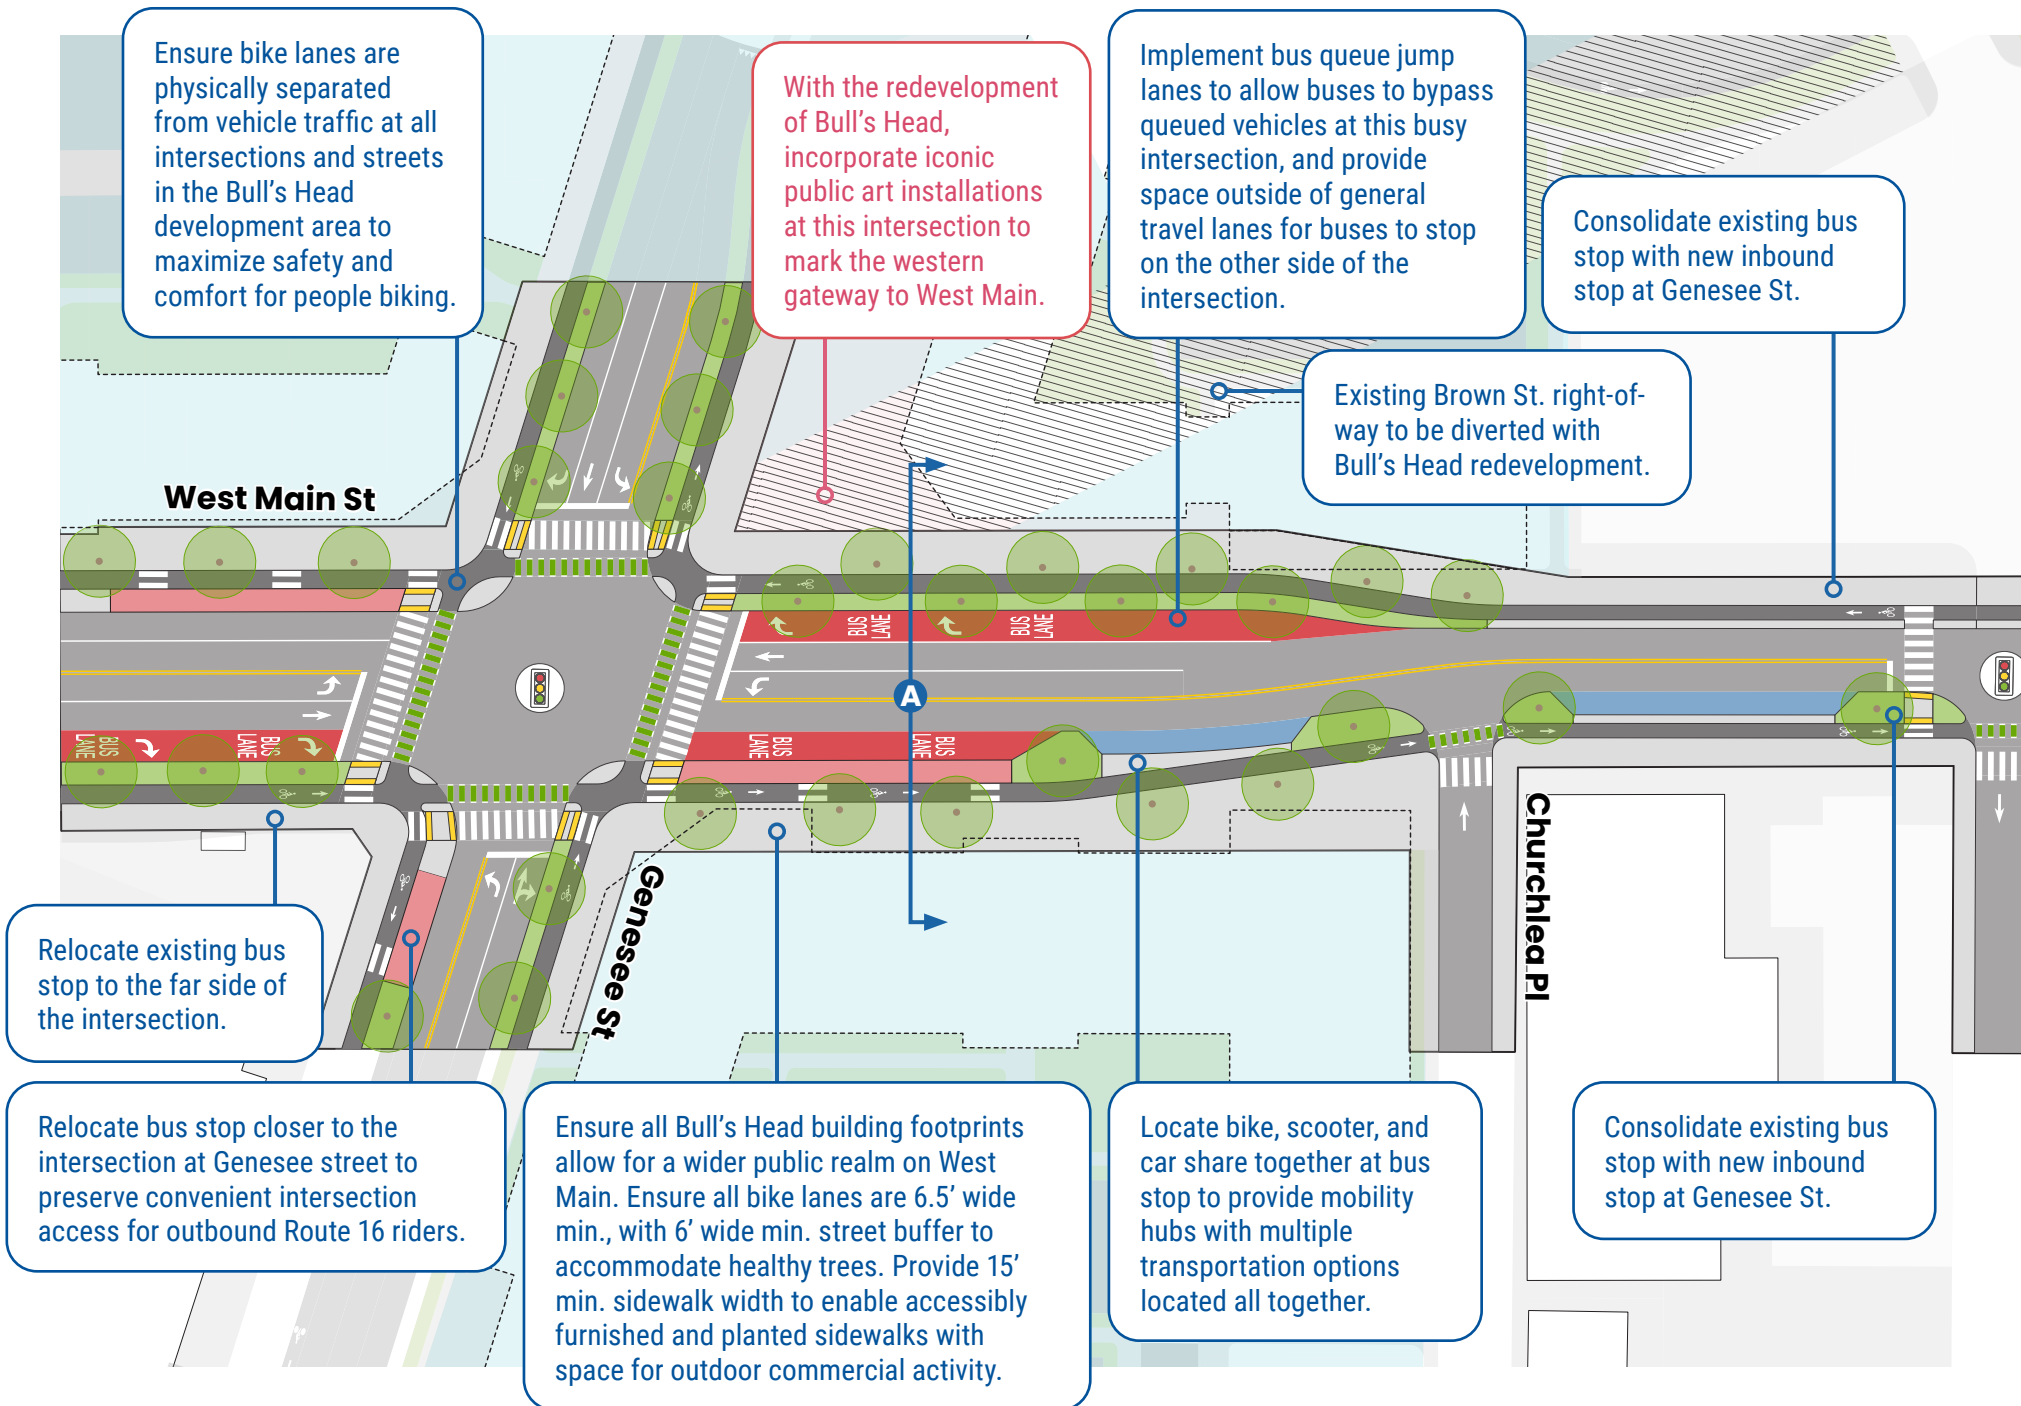 Ensure bike lanes are
physically separated
from vehicle traffic at all
intersections and streets
in the Bull's Head
development area to
maximize safety and
comfort for people biking.
With the redevelopment
of Bull's Head,
incorporate iconic
public art installations
at this intersection to
mark the western
gateway to West Main.
Implement bus queue jump
lanes to allow buses to bypass
queued vehicles at this busy
intersection, and provide
space outside of general
travel lanes for buses to stop
on the other side of the
intersection.
Consolidate existing bus
stop with new inbound
stop at Genesee St.
Existing Brown St. right-of-
way to be diverted with
Bull's Head redevelopment.
West Main St
BUS
LANE
BUS
LANE
A
BUS
LANE
BUS
LANE
BUS
LANE
BUS
LANE
Genesee St
Churchlea Pl
Relocate existing bus
stop to the far side of
the intersection.
Relocate bus stop closer to the
intersection at Genesee street to
preserve convenient intersection
access for outbound Route 16 riders.
Ensure all Bull's Head building footprints
allow for a wider public realm on West
Main. Ensure all bike lanes are 6.5’ wide
min., with 6’ wide min. street buffer to
accommodate healthy trees. Provide 15’
min. sidewalk width to enable accessibly
furnished and planted sidewalks with
space for outdoor commercial activity.
Locate bike, scooter, and
car share together at bus
stop to provide mobility
hubs with multiple
transportation options
located all together.
Consolidate existing bus
stop with new inbound
stop at Genesee St.